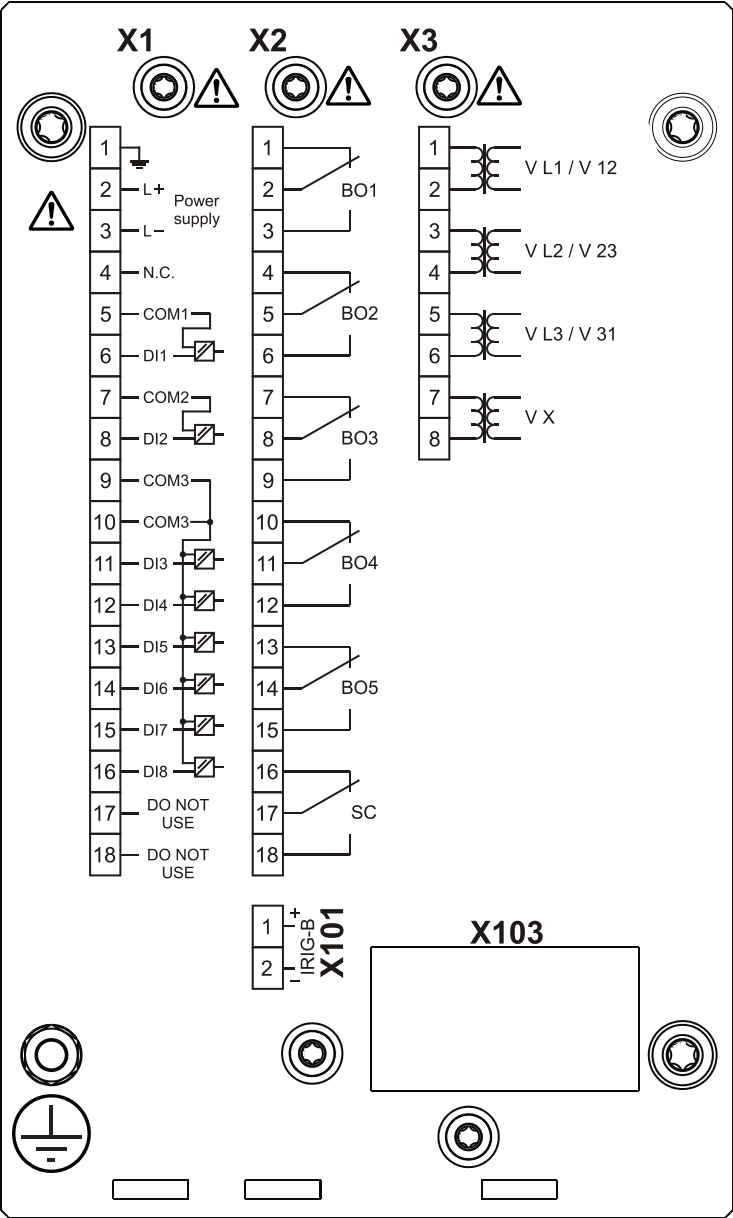 X1
X2
X3
1
2 L+ Power
supply
3 L−
4 N.C.
5 COM1
6 DI1
7 COM2
8 DI2
9 COM3
10 COM3
11 DI3
12 DI4
13 DI5
14 DI6
15 DI7
16 DI8
17 DO NOT
USE
18 DO NOT
USE
1
2 BO1
3
4
5 BO2
6
7
8 BO3
9
10
11 BO4
12
13
14 BO5
15
16
17 SC
18
1 V L1 / V 12
2
3 V L2 / V 23
4
5 V L3 / V 31
6
7 V X
8
1 +
2 −
IRIG-B
X101
X103